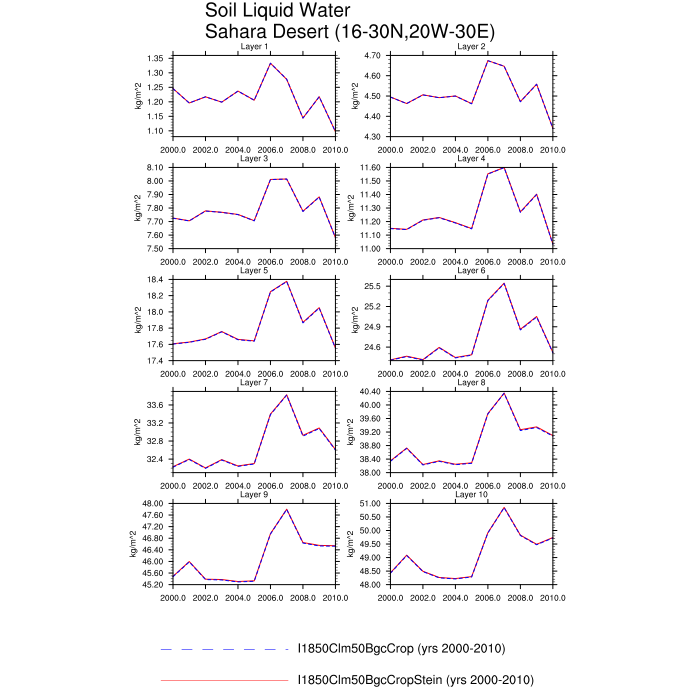 Soil Liquid Water
Sahara Desert (16-30N,20W-30E)
Layer 1
kg/m^2
1.35
1.30
1.25
1.20
1.15
1.10
2000.0 2002.0 2004.0 2006.0 2008.0 2010.0
Layer 2
kg/m^2
4.70
4.60
4.50
4.40
4.30
2000.0 2002.0 2004.0 2006.0 2008.0 2010.0
Layer 3
kg/m^2
8.10
8.00
7.90
7.80
7.70
7.60
7.50
2000.0 2002.0 2004.0 2006.0 2008.0 2010.0
Layer 4
kg/m^2
11.60
11.50
11.40
11.30
11.20
11.10
11.00
2000.0 2002.0 2004.0 2006.0 2008.0 2010.0
Layer 5
kg/m^2
18.4
18.2
18.0
17.8
17.6
17.4
2000.0 2002.0 2004.0 2006.0 2008.0 2010.0
Layer 6
kg/m^2
25.5
25.2
24.9
24.6
2000.0 2002.0 2004.0 2006.0 2008.0 2010.0
Layer 7
kg/m^2
33.6
33.2
32.8
32.4
2000.0 2002.0 2004.0 2006.0 2008.0 2010.0
Layer 8
kg/m^2
40.40
40.00
39.60
39.20
38.80
38.40
38.00
2000.0 2002.0 2004.0 2006.0 2008.0 2010.0
Layer 9
kg/m^2
48.00
47.60
47.20
46.80
46.40
46.00
45.60
45.20
2000.0 2002.0 2004.0 2006.0 2008.0 2010.0
Layer 10
kg/m^2
51.00
50.50
50.00
49.50
49.00
48.50
48.00
2000.0 2002.0 2004.0 2006.0 2008.0 2010.0
I1850Clm50BgcCrop (yrs 2000-2010)
I1850Clm50BgcCropStein (yrs 2000-2010)